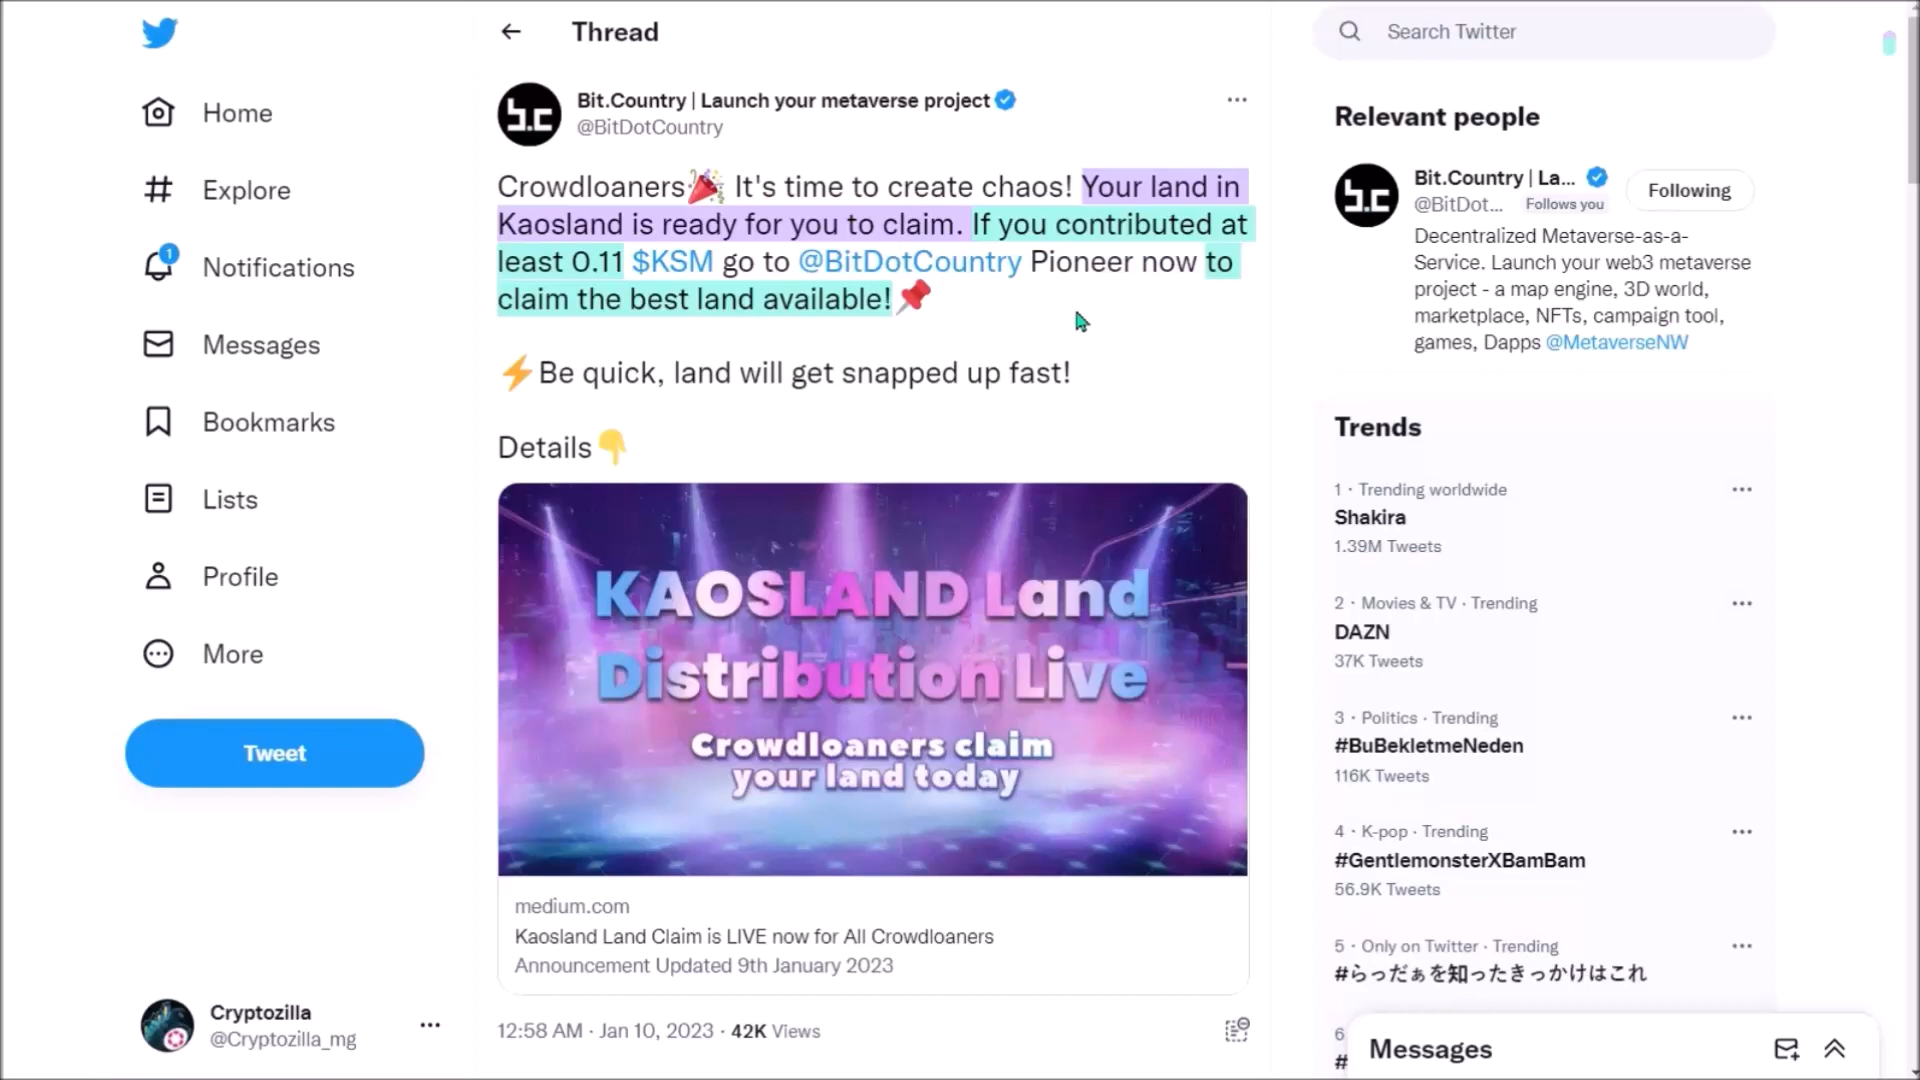 Home
Explore
1
Notifications
Messages
Bookmarks
Lists
Profile
More
Tweet
Cryptozilla
@Cryptozilla_mg
Thread
b.c
Bit.Country | Launch your metaverse project
@BitDotCountry
Crowdloaners🎉 It's time to create chaos! Your land in
Kaosland is ready for you to claim. If you contributed at
least 0.11 $KSM go to @BitDotCountry Pioneer now to
claim the best land available!📌
⚡Be quick, land will get snapped up fast!
Details👇
KAOSLAND Land
Distribution Live
Crowdloaners claim
your land today
medium.com
Kaosland Land Claim is LIVE now for All Crowdloaners
Announcement Updated 9th January 2023
12:58 AM · Jan 10, 2023 · 42K Views
Search Twitter
Relevant people
b.c
Bit.Country | La...
@BitDot... Follows you
Following
Decentralized Metaverse-as-a-
Service. Launch your web3 metaverse
project - a map engine, 3D world,
marketplace, NFTs, campaign tool,
games, Dapps @MetaverseNW
Trends
1 · Trending worldwide
Shakira
1.39M Tweets
2 · Movies & TV · Trending
DAZN
37K Tweets
3 · Politics · Trending
#BuBekletmeNeden
116K Tweets
4 · K-pop · Trending
#GentlemonsterXBamBam
56.9K Tweets
5 · Only on Twitter · Trending
#らっだぁを知ったきっかけはこれ
6
#
Messages